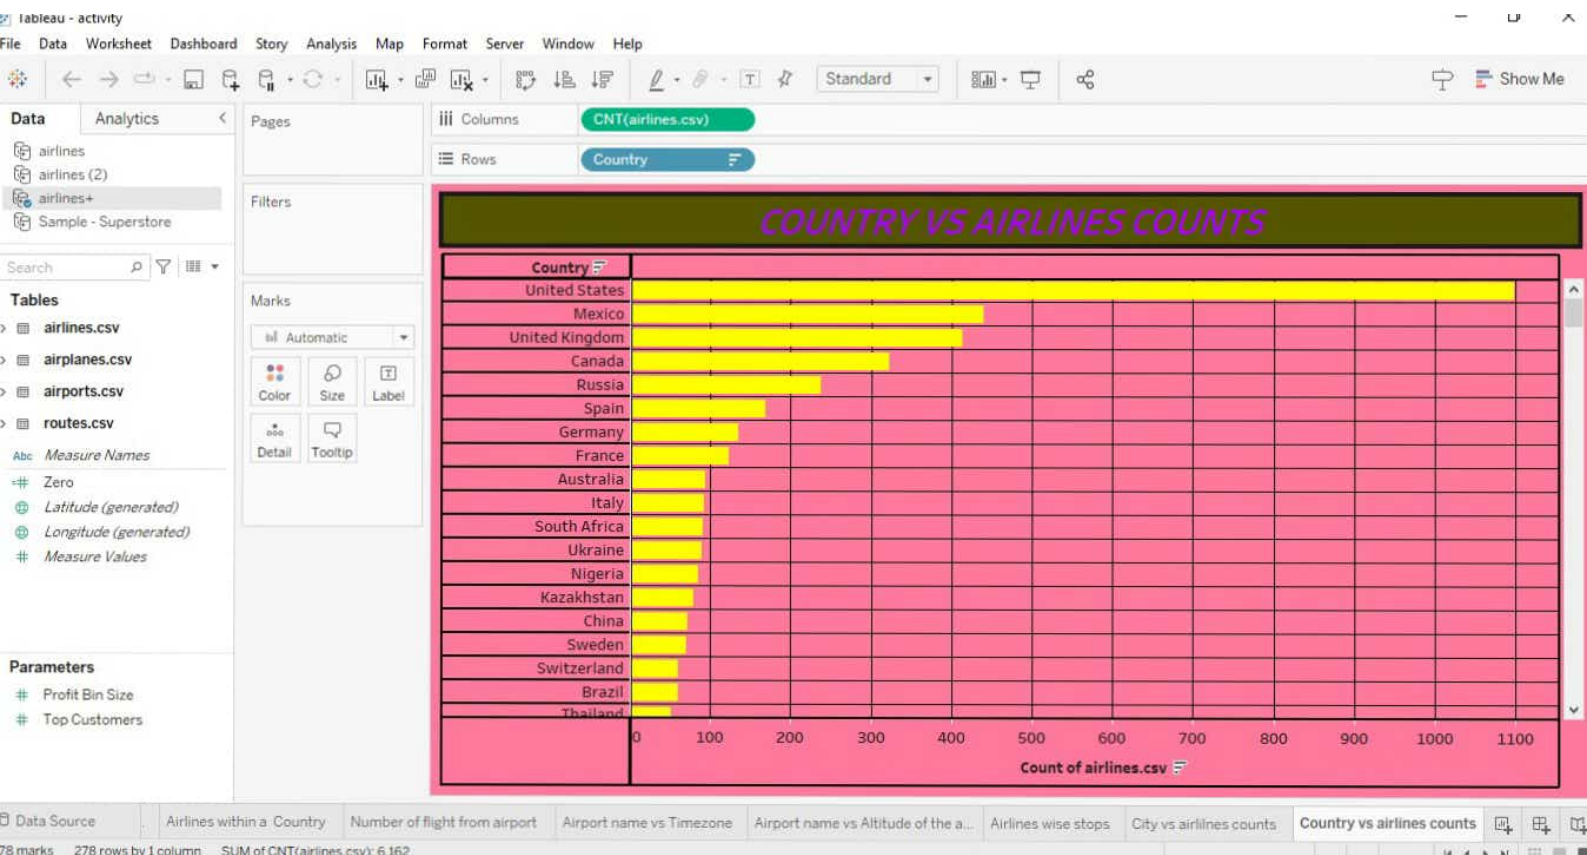 Tableau - activity
File Data Worksheet Dashboard Story Analysis Map Format Server Window Help
Standard
Show Me
Data Analytics
airlines
airlines (2)
airlines+
Sample - Superstore
Search
Tables
airlines.csv
airplanes.csv
airports.csv
routes.csv
Abc Measure Names
Zero
Latitude (generated)
Longitude (generated)
Measure Values
Parameters
Profit Bin Size
Top Customers
Pages
Filters
Marks
Automatic
Color Size Label
Detail Tooltip
Columns CNT(airlines.csv)
Rows Country
COUNTRY VS AIRLINES COUNTS
Country
United States
Mexico
United Kingdom
Canada
Russia
Spain
Germany
France
Australia
Italy
South Africa
Ukraine
Nigeria
Kazakhstan
China
Sweden
Switzerland
Brazil
Thailand
0 100 200 300 400 500 600 700 800 900 1000 1100
Count of airlines.csv
Data Source Airlines within a Country Number of flight from airport Airport name vs Timezone Airport name vs Altitude of the a... Airlines wise stops City vs airlilnes counts Country vs airlines counts
78 marks 278 rows by 1 column SUM of CNT(airlines.csv): 6,162